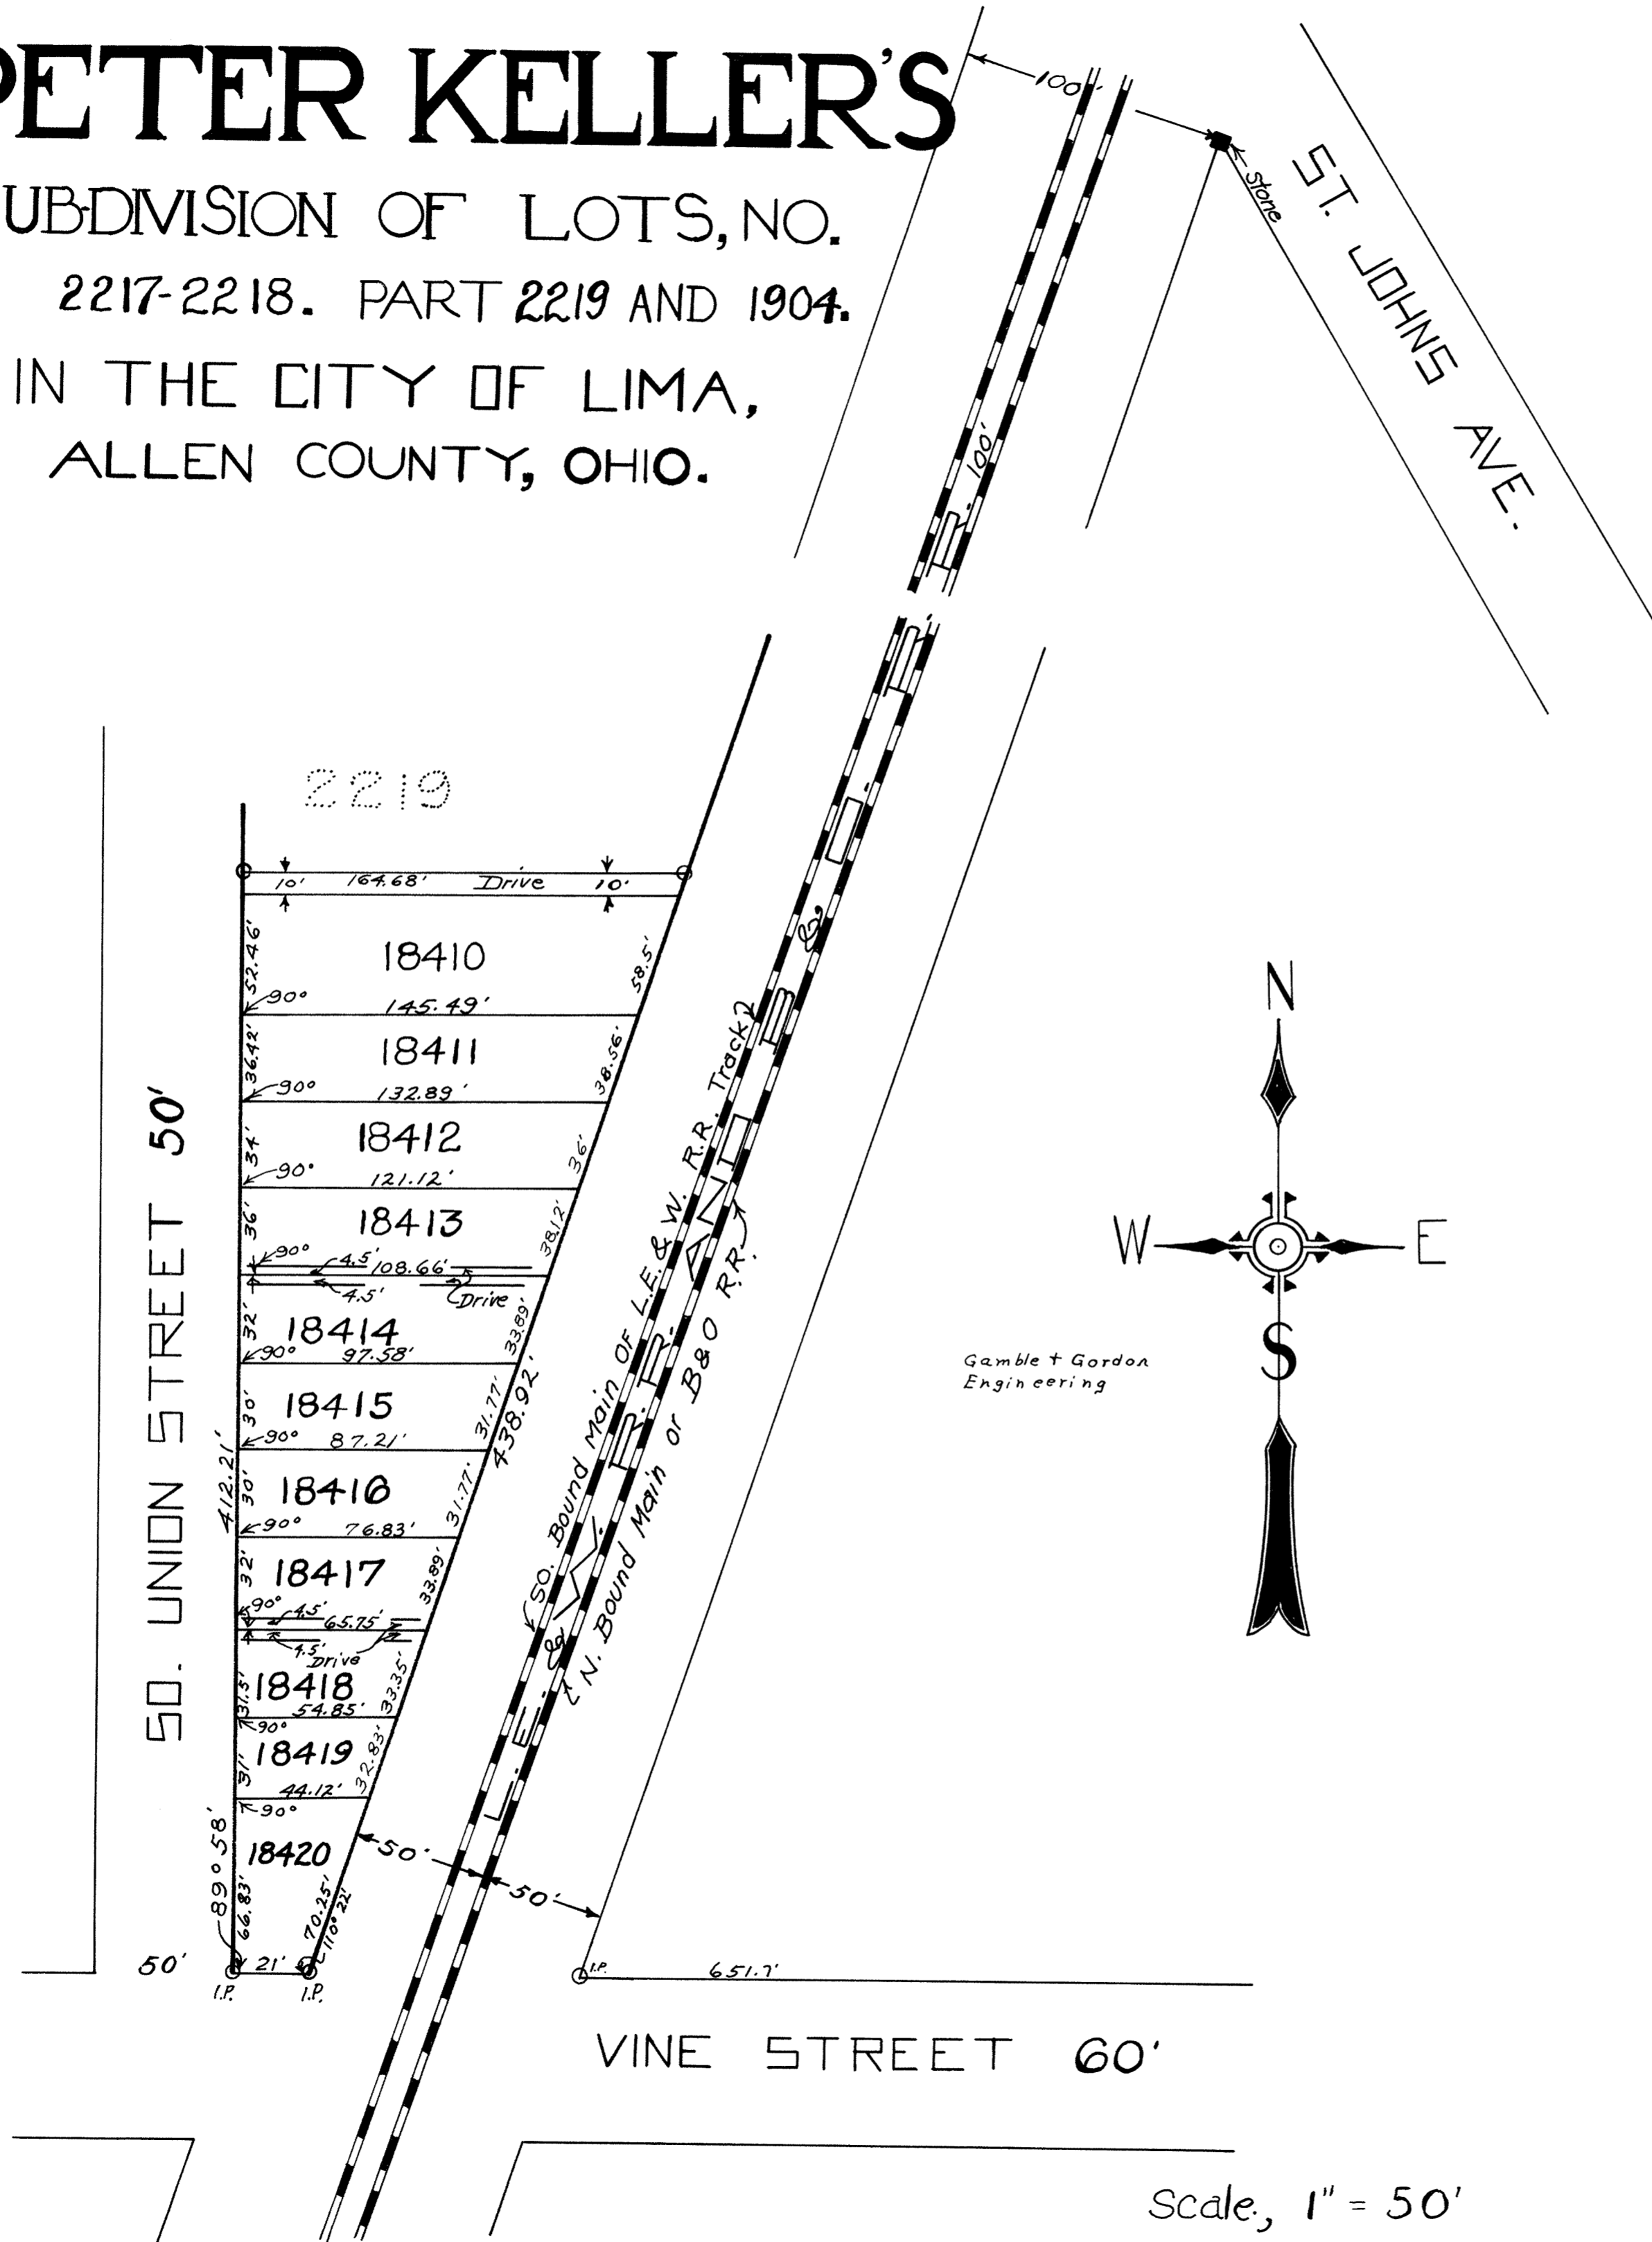 PETER KELLER'S
UB-DIVISION OF LOTS, NO.
2217-2218. PART 2219 AND 1904.
IN THE CITY OF LIMA,
ALLEN COUNTY, OHIO.
100'
stone
ST. JOHNS AVE.
100'
2219
10' 164.68' Drive 10'
52.46'
18410
58.5'
90° 145.49'
36.42'
18411
38.56'
90° 132.89'
34'
18412
36'
90° 121.12'
36'
18413
38.12'
90° 4.5' 108.66'
4.5' Drive
32'
18414
33.89'
90° 97.58'
30'
18415
31.77'
438.92'
90° 87.21'
412.21'
30'
18416
31.77'
90° 76.83'
32'
18417
33.89'
90° 4.5' 65.75'
4.5' Drive
31.5'
18418
33.35'
54.85'
90°
31'
18419
32.83'
44.12'
90°
18420
89° 58'
66.83'
70.25'
110° 22'
50' 21'
I.P. I.P.
SO. UNION STREET 50'
L.E. & W. R.R. AND B. & O. R.R. 100'
SO. Bound Main OF L.E. & W. R.R. Track
N. Bound Main or B&O R.R.
50'
50'
I.P. 651.7'
VINE STREET 60'
N
W E
S
Gamble + Gordon
Engineering
Scale., 1" = 50'